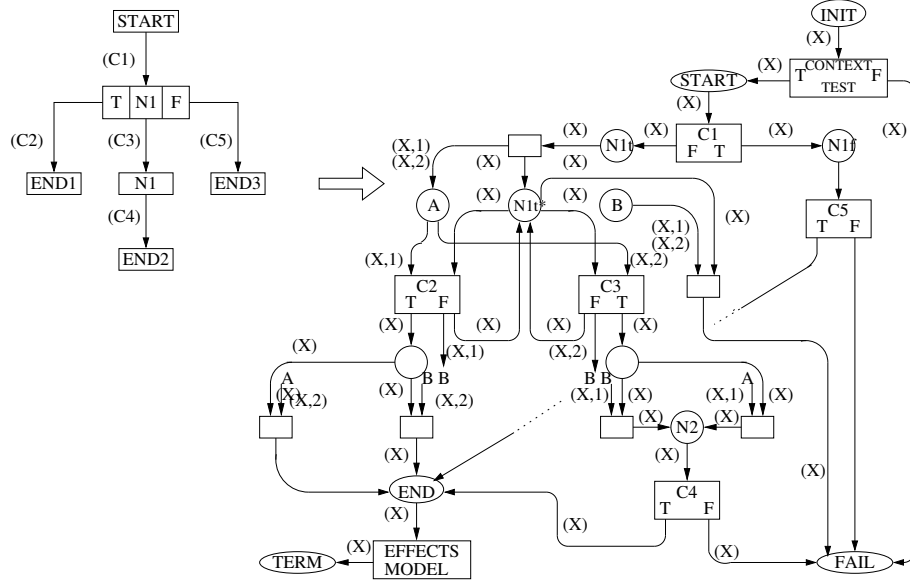 START
(C1)
T N1 F
(C2)
(C3)
(C5)
END1
N1
END3
(C4)
END2
INIT
(X)
CONTEXT
T F
TEST
(X)
START
(X)
(X)
C1
F T
(X)
(X)
N1t
(X)
N1f
(X,1)
(X,2)
(X)
(X)
A
(X)
N1t*
(X)
B
(X)
(X,1)
(X,2)
C5
T F
(X,1)
(X,2)
C2
T F
C3
F T
(X)
(X)
(X)
(X)
(X,1)
(X,2)
(X)
A
(X)
(X,2)
(X)
B B
(X,2)
B B
(X,1)
(X)
A
(X,1)
(X)
(X)
N2
(X)
(X)
(X)
(X)
C4
T F
END
(X)
(X)
(X)
EFFECTS
MODEL
(X)
TERM
FAIL